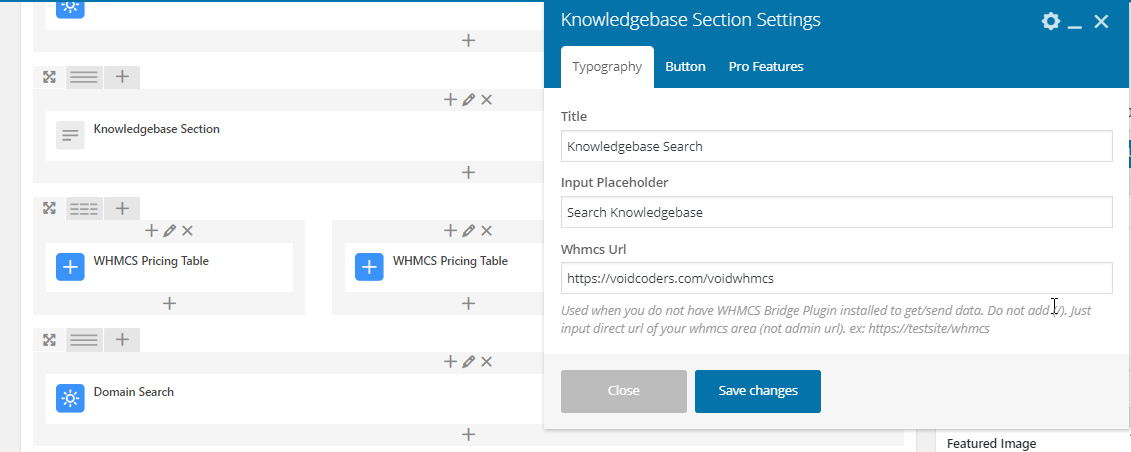 Knowledgebase Section Settings
Typography
Button
Pro Features
Title
Knowledgebase Search
Input Placeholder
Search Knowledgebase
Whmcs Url
https://voidcoders.com/voidwhmcs
Used when you do not have WHMCS Bridge Plugin installed to get/send data. Do not add (/). Just
input direct url of your whmcs area (not admin url). ex: https://testsite/whmcs
Close
Save changes
Knowledgebase Section
WHMCS Pricing Table
WHMCS Pricing Table
Domain Search
Featured Image